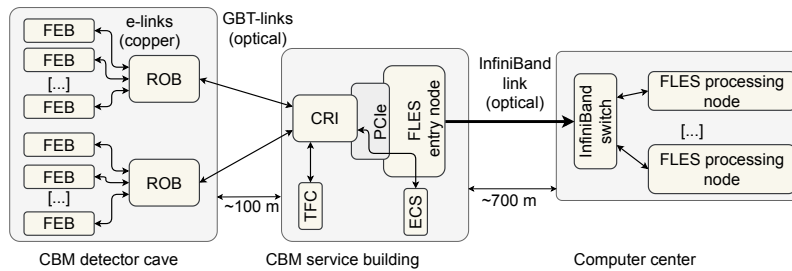 FEB
FEB
[...]
FEB
FEB
FEB
[...]
FEB
e-links
(copper)
ROB
ROB
GBT-links
(optical)
~100 m
CRI
PCIe
FLES
entry node
TFC
ECS
InfiniBand
link
(optical)
~700 m
InfiniBand
switch
FLES processing
node
[...]
FLES processing
node
CBM detector cave
CBM service building
Computer center